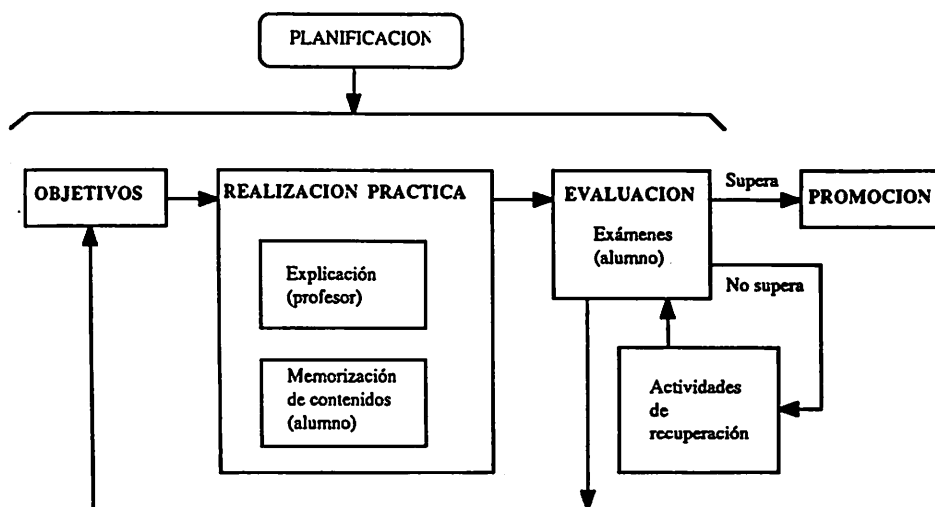 PLANIFICACION
OBJETIVOS
REALIZACION PRACTICA
Explicación
(profesor)
Memorización
de contenidos
(alumno)
EVALUACION
Exámenes
(alumno)
Supera
PROMOCION
No supera
Actividades
de
recuperación